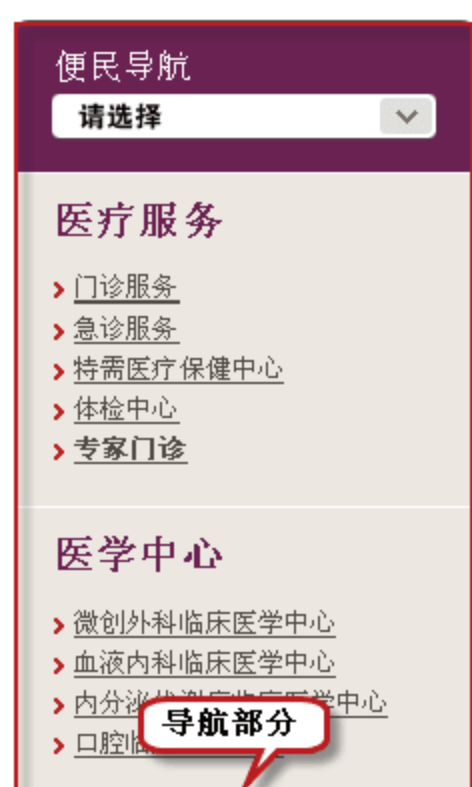 便民导航
请选择
医疗服务
门诊服务
急诊服务
特需医疗保健中心
体检中心
专家门诊
医学中心
微创外科临床医学中心
血液内科临床医学中心
内分泌 医学中心
导航部分
口腔临